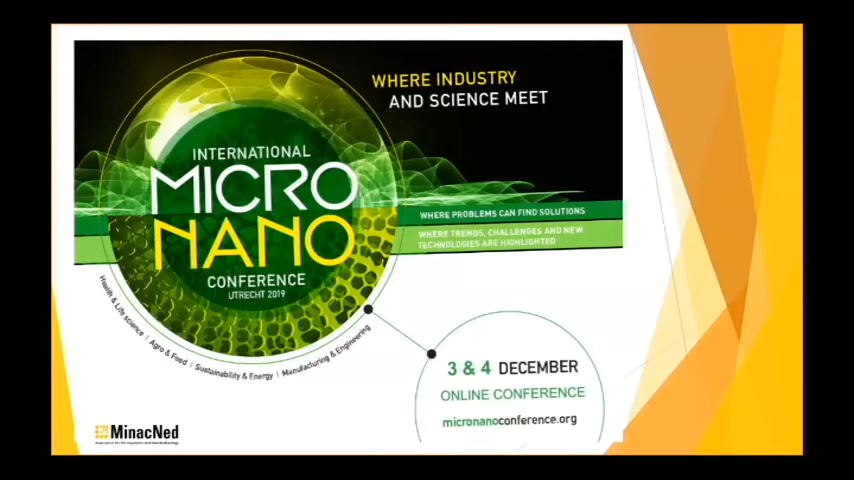 WHERE INDUSTRY
AND SCIENCE MEET
INTERNATIONAL
MICRO
NANO
CONFERENCE
UTRECHT 2019
WHERE PROBLEMS CAN FIND SOLUTIONS
WHERE TRENDS, CHALLENGES AND NEW
TECHNOLOGIES ARE HIGHLIGHTED
Health & Life science | Agro & Food | Sustainability & Energy | Manufacturing & Engineering
3 & 4 DECEMBER
ONLINE CONFERENCE
micronanoconference.org
MinacNed